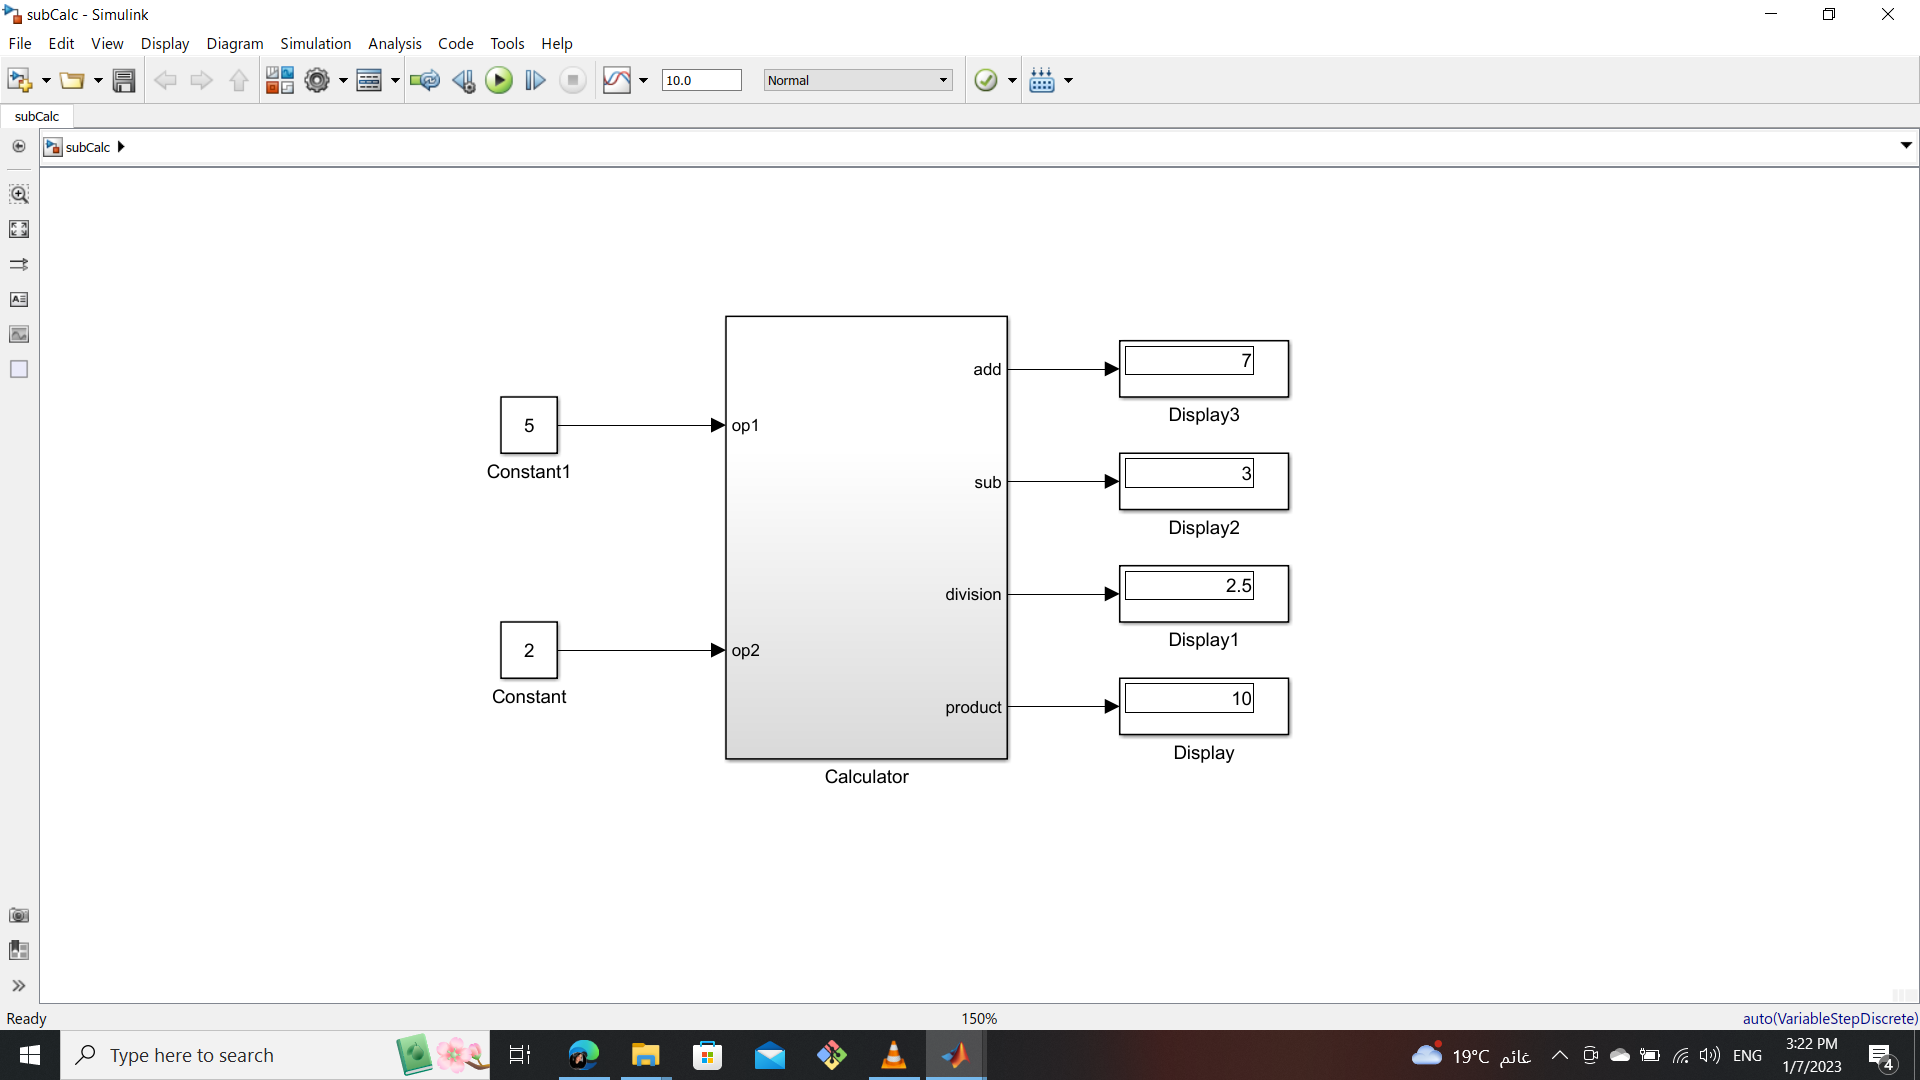 subCalc - Simulink
File Edit View Display Diagram Simulation Analysis Code Tools Help
10.0 Normal
subCalc
subCalc
add
7
Display3
5
op1
Constant1
sub
3
Display2
division
2.5
Display1
2
op2
Constant
product
10
Display
Calculator
Ready 150% auto(VariableStepDiscrete)
Type here to search
19°C غائم
ENG
3:22 PM
1/7/2023
4